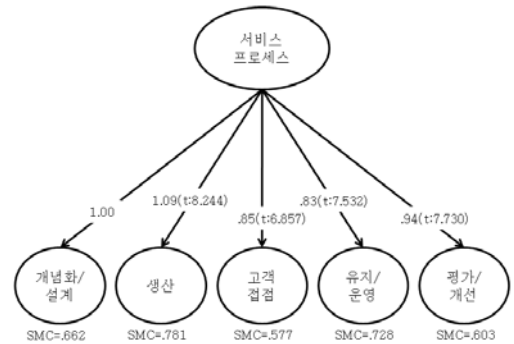 서비스
프로세스
1.00
1.09(t:8.244)
.85(t:6.857)
.83(t:7.532)
.94(t:7.730)
개념화/
설계
생산
고객
접점
유지/
운영
평가/
개선
SMC=.662
SMC=.781
SMC=.577
SMC=.728
SMC=.603